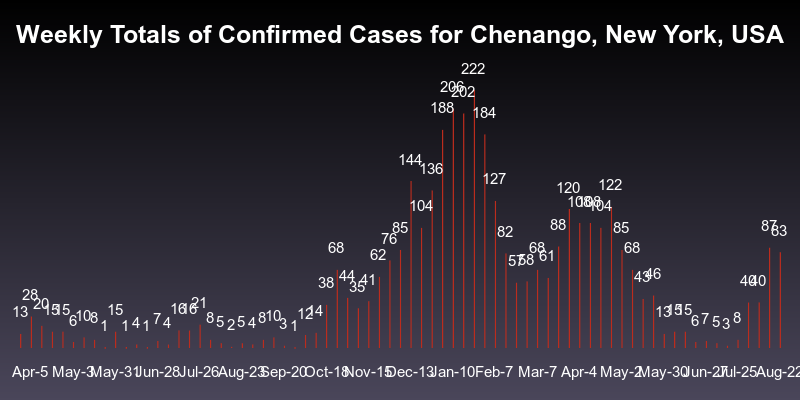 Weekly Totals of Confirmed Cases for Chenango, New York, USA
13 28 20 15 15 6 10 8 1 15 1 4 1 7 4 16 16 21 8 5 2 5 4 8 10 3 1 12 14 38 68 44 35 41 62 76 85 144 104 136 188 206 202 222 184 127 82 57 58 68 61 88 120 108 108 104 122 85 68 43 46 13 15 15 6 7 5 3 8 40 40 87 83
Apr-5 May-3 May-31 Jun-28 Jul-26 Aug-23 Sep-20 Oct-18 Nov-15 Dec-13 Jan-10 Feb-7 Mar-7 Apr-4 May-2 May-30 Jun-27 Jul-25 Aug-22